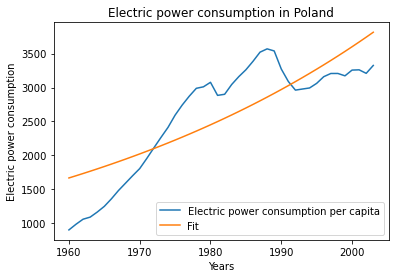 Electric power consumption in Poland
Electric power consumption
3500
3000
2500
2000
1500
1000
Electric power consumption per capita
Fit
1960
1970
1980
1990
2000
Years